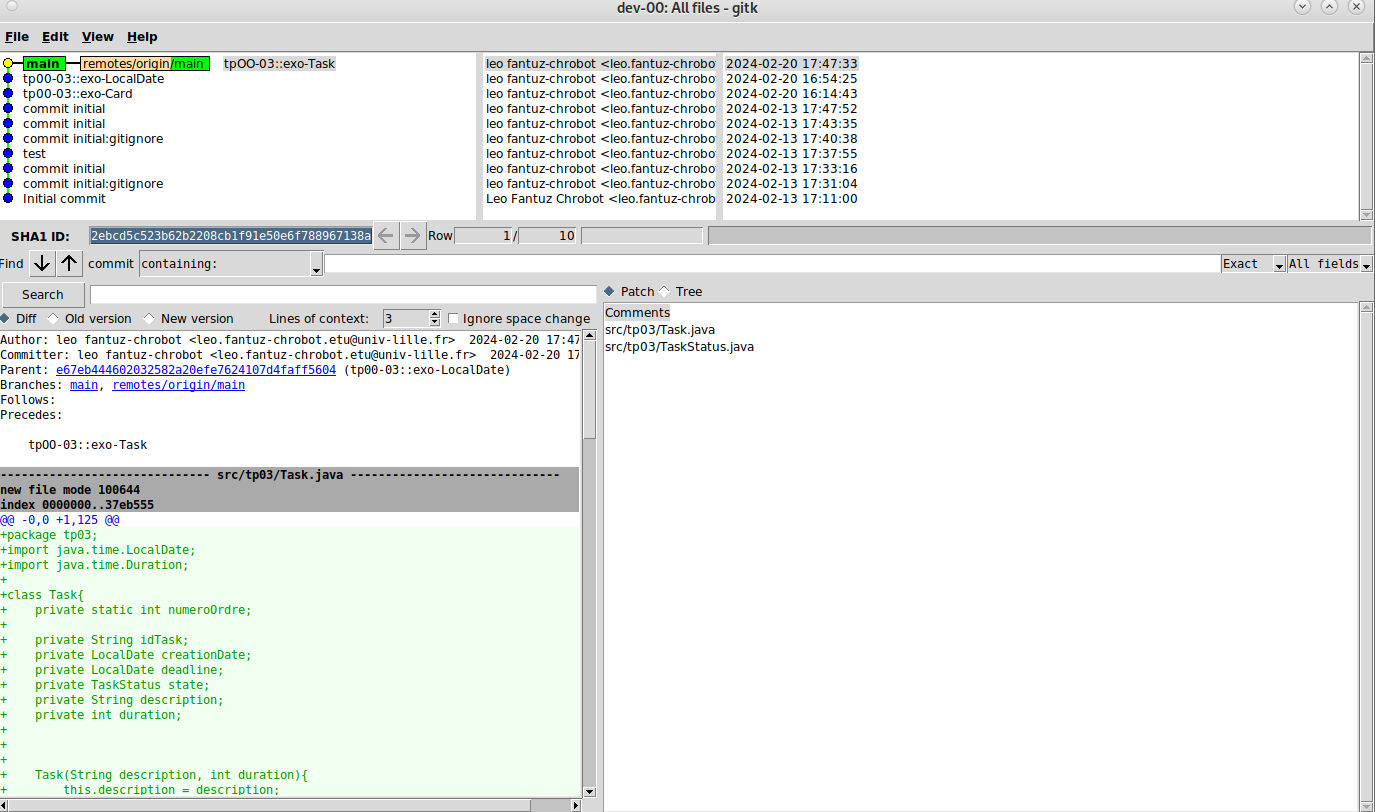 dev-00: All files - gitk
File Edit View Help
main remotes/origin/main tpOO-03::exo-Task leo fantuz-chrobot <leo.fantuz-chrobot 2024-02-20 17:47:33
tp00-03::exo-LocalDate leo fantuz-chrobot <leo.fantuz-chrobot 2024-02-20 16:54:25
tp00-03::exo-Card leo fantuz-chrobot <leo.fantuz-chrobot 2024-02-20 16:14:43
commit initial leo fantuz-chrobot <leo.fantuz-chrobot 2024-02-13 17:47:52
commit initial leo fantuz-chrobot <leo.fantuz-chrobot 2024-02-13 17:43:35
commit initial:gitignore leo fantuz-chrobot <leo.fantuz-chrobot 2024-02-13 17:40:38
test leo fantuz-chrobot <leo.fantuz-chrobot 2024-02-13 17:37:55
commit initial leo fantuz-chrobot <leo.fantuz-chrobot 2024-02-13 17:33:16
commit initial:gitignore leo fantuz-chrobot <leo.fantuz-chrobot 2024-02-13 17:31:04
Initial commit Leo Fantuz Chrobot <leo.fantuz-chrob 2024-02-13 17:11:00
SHA1 ID: 2ebcd5c523b62b2208cb1f91e50e6f788967138a Row 1 / 10
Find commit containing: Exact All fields
Search
Patch Tree
Diff Old version New version Lines of context: 3 Ignore space change
Comments
src/tp03/Task.java
src/tp03/TaskStatus.java
Author: leo fantuz-chrobot <leo.fantuz-chrobot.etu@univ-lille.fr> 2024-02-20 17:47
Committer: leo fantuz-chrobot <leo.fantuz-chrobot.etu@univ-lille.fr> 2024-02-20 17
Parent: e67eb444602032582a20efe7624107d4faff5604 (tp00-03::exo-LocalDate)
Branches: main, remotes/origin/main
Follows:
Precedes:
tpOO-03::exo-Task
------------------------------ src/tp03/Task.java ------------------------------
new file mode 100644
index 0000000..37eb555
@@ -0,0 +1,125 @@
+package tp03;
+import java.time.LocalDate;
+import java.time.Duration;
+
+class Task{
+    private static int numeroOrdre;
+
+    private String idTask;
+    private LocalDate creationDate;
+    private LocalDate deadline;
+    private TaskStatus state;
+    private String description;
+    private int duration;
+
+
+
+    Task(String description, int duration){
+        this.description = description;